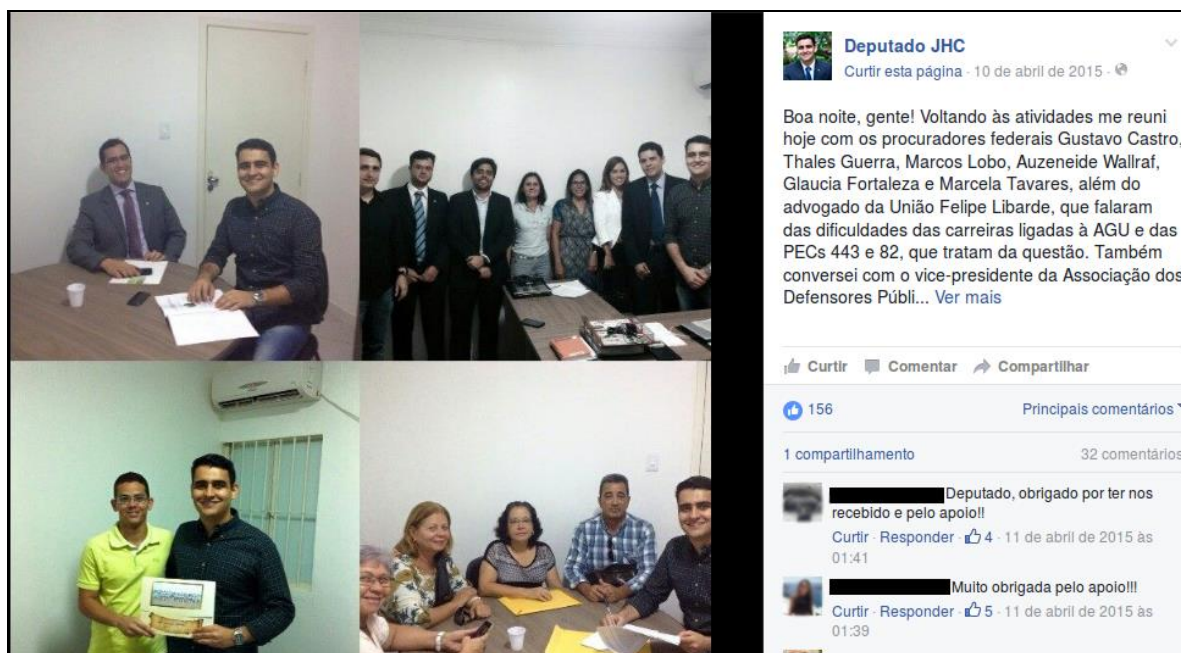 Deputado JHC
Curtir esta página · 10 de abril de 2015 ·
Boa noite, gente! Voltando às atividades me reuni
hoje com os procuradores federais Gustavo Castro,
Thales Guerra, Marcos Lobo, Auzeneide Wallraf,
Glaucia Fortaleza e Marcela Tavares, além do
advogado da União Felipe Libarde, que falaram
das dificuldades das carreiras ligadas à AGU e das
PECs 443 e 82, que tratam da questão. Também
conversei com o vice-presidente da Associação dos
Defensores Públi... Ver mais
Curtir Comentar Compartilhar
156 Principais comentários
1 compartilhamento 32 comentários
Deputado, obrigado por ter nos
recebido e pelo apoio!!
Curtir · Responder · 4 · 11 de abril de 2015 às
01:41
Muito obrigada pelo apoio!!!
Curtir · Responder · 5 · 11 de abril de 2015 às
01:39